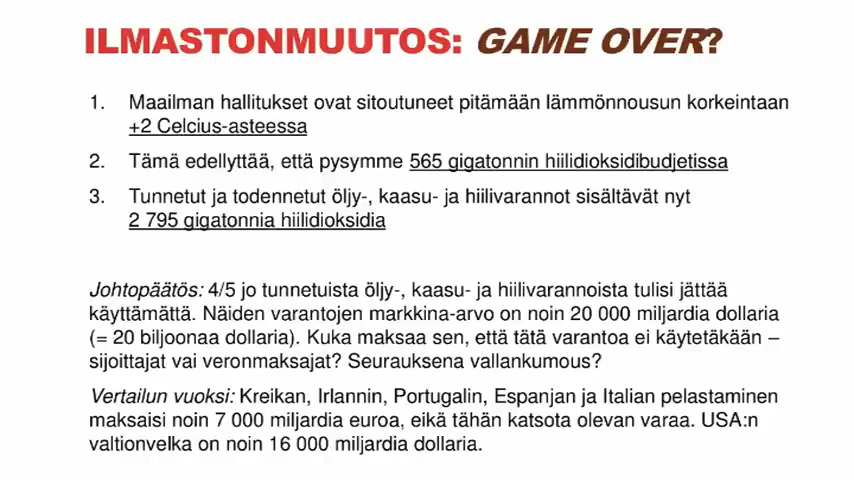 ILMASTONMUUTOS: GAME OVER?
1. Maailman hallitukset ovat sitoutuneet pitämään lämmönnousun korkeintaan
+2 Celcius-asteessa
2. Tämä edellyttää, että pysymme 565 gigatonnin hiilidioksidibudjetissa
3. Tunnetut ja todennetut öljy-, kaasu- ja hiilivarannot sisältävät nyt
2 795 gigatonnia hiilidioksidia
Johtopäätös: 4/5 jo tunnetuista öljy-, kaasu- ja hiilivarannoista tulisi jättää
käyttämättä. Näiden varantojen markkina-arvo on noin 20 000 miljardia dollaria
(= 20 biljoonaa dollaria). Kuka maksaa sen, että tätä varantoa ei käytetäkään –
sijoittajat vai veronmaksajat? Seurauksena vallankumous?
Vertailun vuoksi: Kreikan, Irlannin, Portugalin, Espanjan ja Italian pelastaminen
maksaisi noin 7 000 miljardia euroa, eikä tähän katsota olevan varaa. USA:n
valtionvelka on noin 16 000 miljardia dollaria.